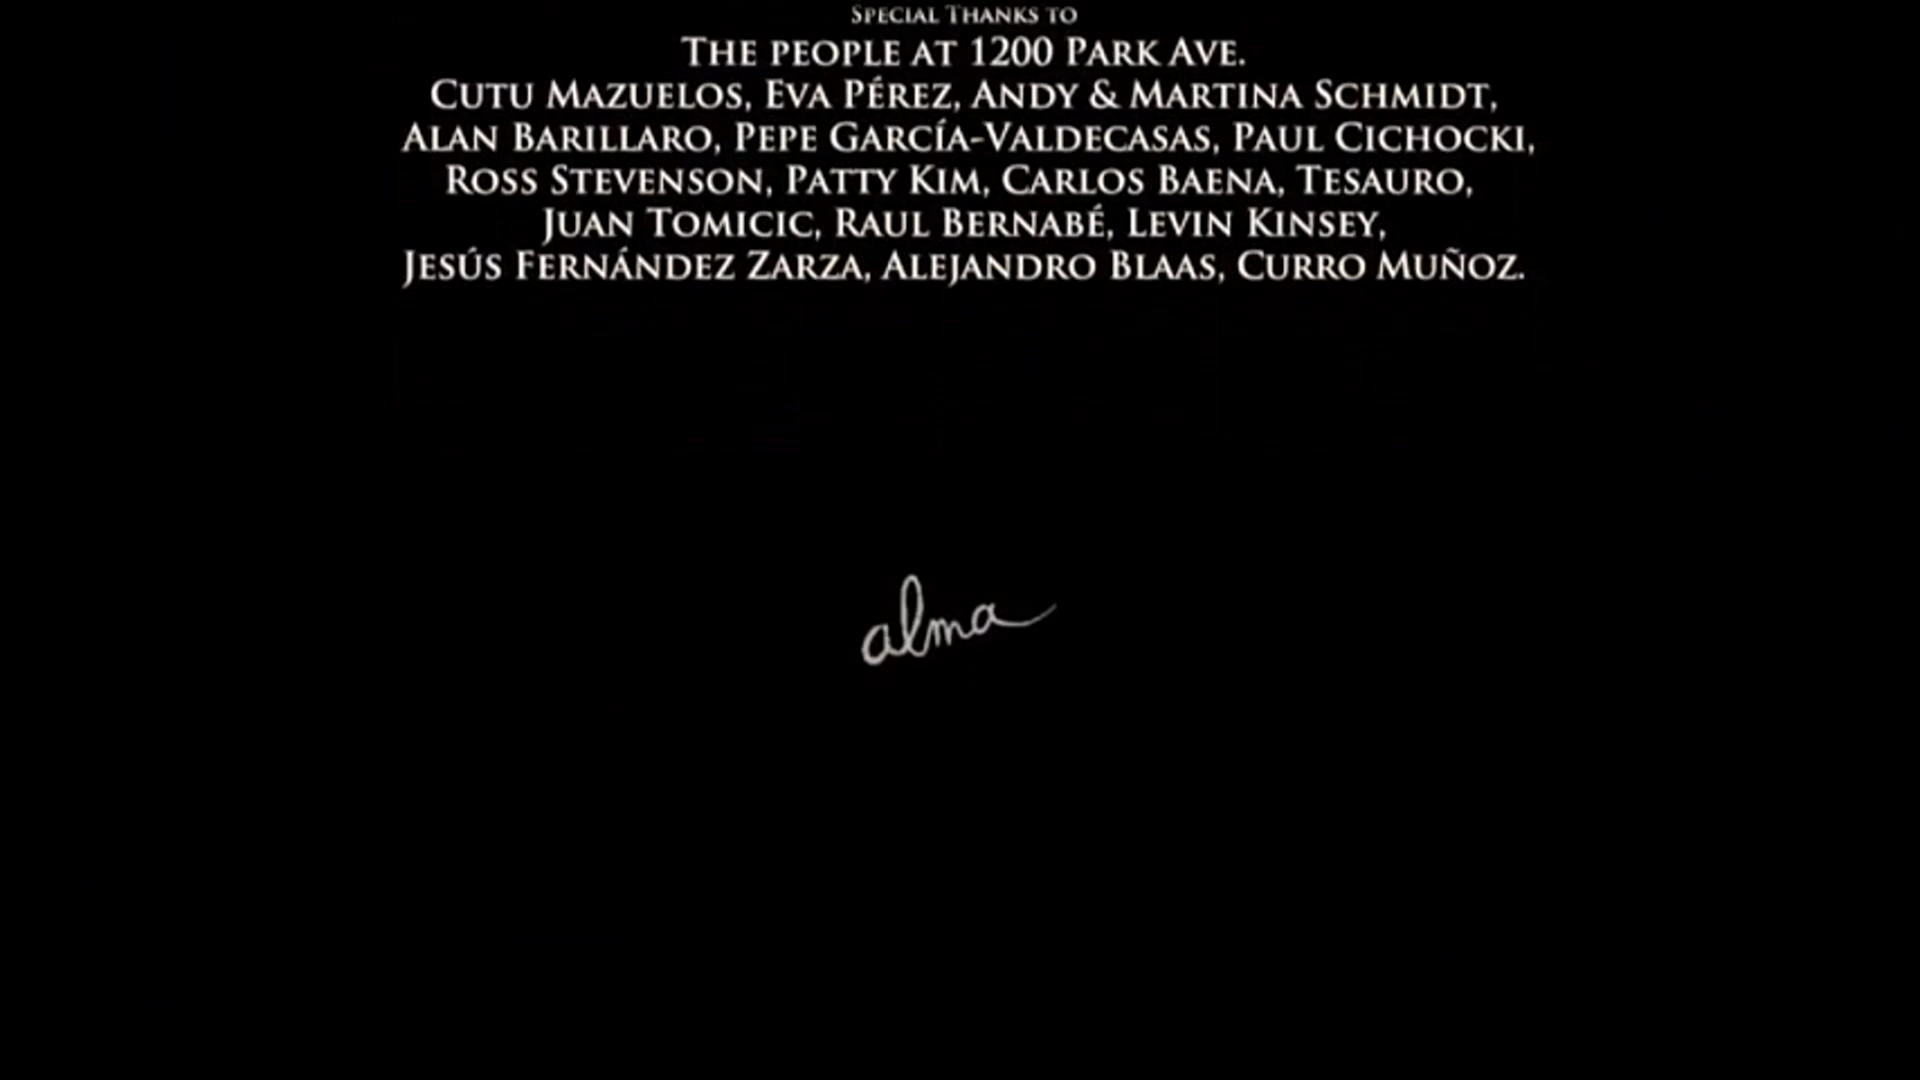 Special Thanks to
The people at 1200 Park Ave.
Cutu Mazuelos, Eva Pérez, Andy & Martina Schmidt,
Alan Barillaro, Pepe García-Valdecasas, Paul Cichocki,
Ross Stevenson, Patty Kim, Carlos Baena, Tesauro,
Juan Tomicic, Raul Bernabé, Levin Kinsey,
Jesús Fernández Zarza, Alejandro Blaas, Curro Muñoz.
alma